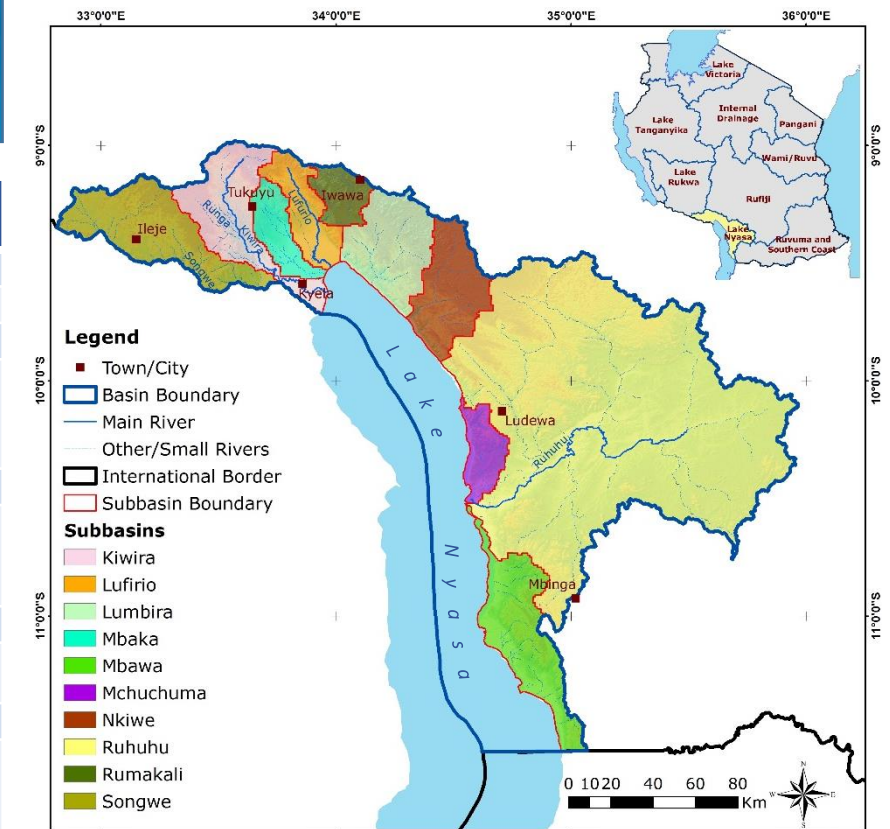 33°0'0"E 34°0'0"E 35°0'0"E 36°0'0"E
9°0'0"S
10°0'0"S
11°0'0"S
9°0'0"S
10°0'0"S
11°0'0"S
Lake
Victoria
Internal
Drainage
Pangani
Lake
Tanganyika
Wami/Ruvu
Lake
Rukwa
Rufiji
Lake
Nyasa
Ruvuma and
Southern Coast
Tukuyu
Iwawa
Lufirio
Runga
Kiwira
Ileje
Songwe
Kyela
Lake Nyasa
Ludewa
Ruhuhu
Mbinga
Legend
Town/City
Basin Boundary
Main River
Other/Small Rivers
International Border
Subbasin Boundary
Subbasins
Kiwira
Lufirio
Lumbira
Mbaka
Mbawa
Mchuchuma
Nkiwe
Ruhuhu
Rumakali
Songwe
0 10 20 40 60 80
Km
N
W E
S